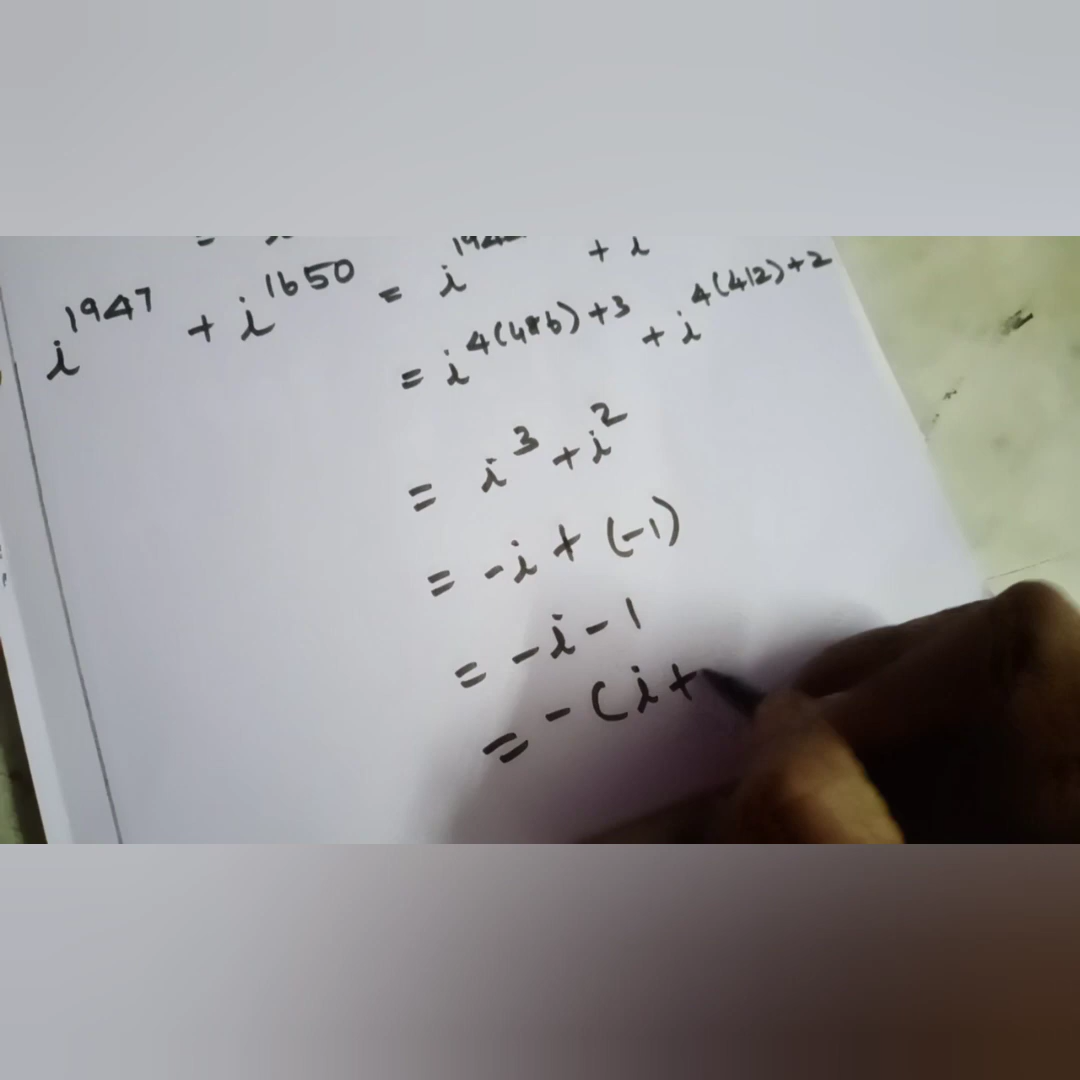 i^1947 + i^1650 = i + i
= i^4(486)+3 + i^4(412)+2
= i^3 + i^2
= -i + (-1)
= -i - 1
= - (i +